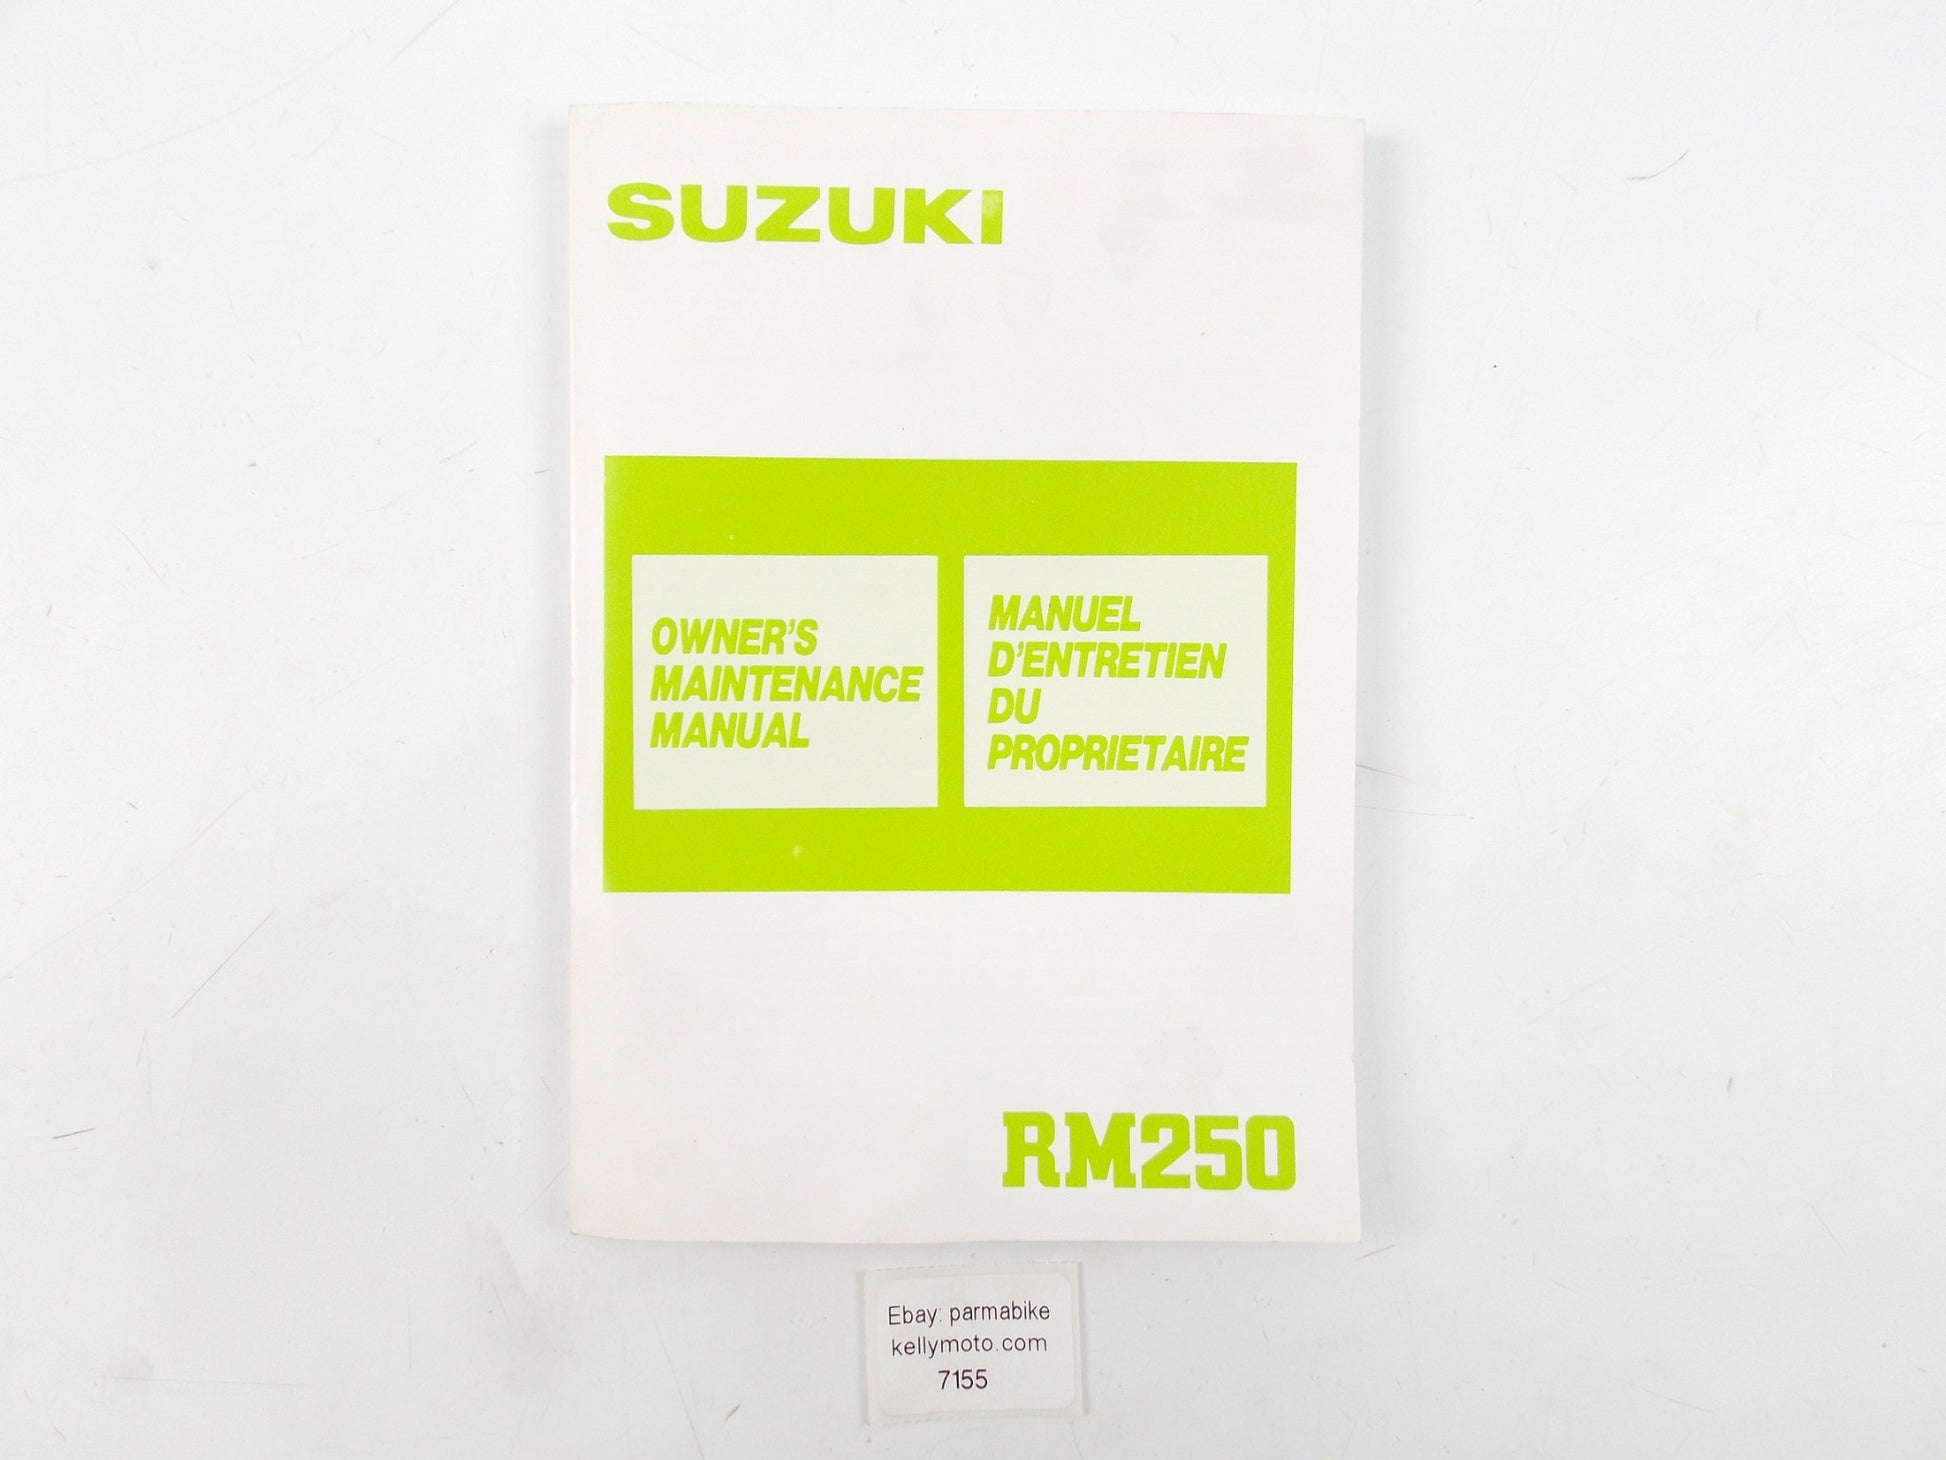 SUZUKI
OWNER'S
MAINTENANCE
MANUAL
MANUEL
D'ENTRETIEN
DU
PROPRIETAIRE
RM250
Ebay: parmabike
kellymoto.com
7155